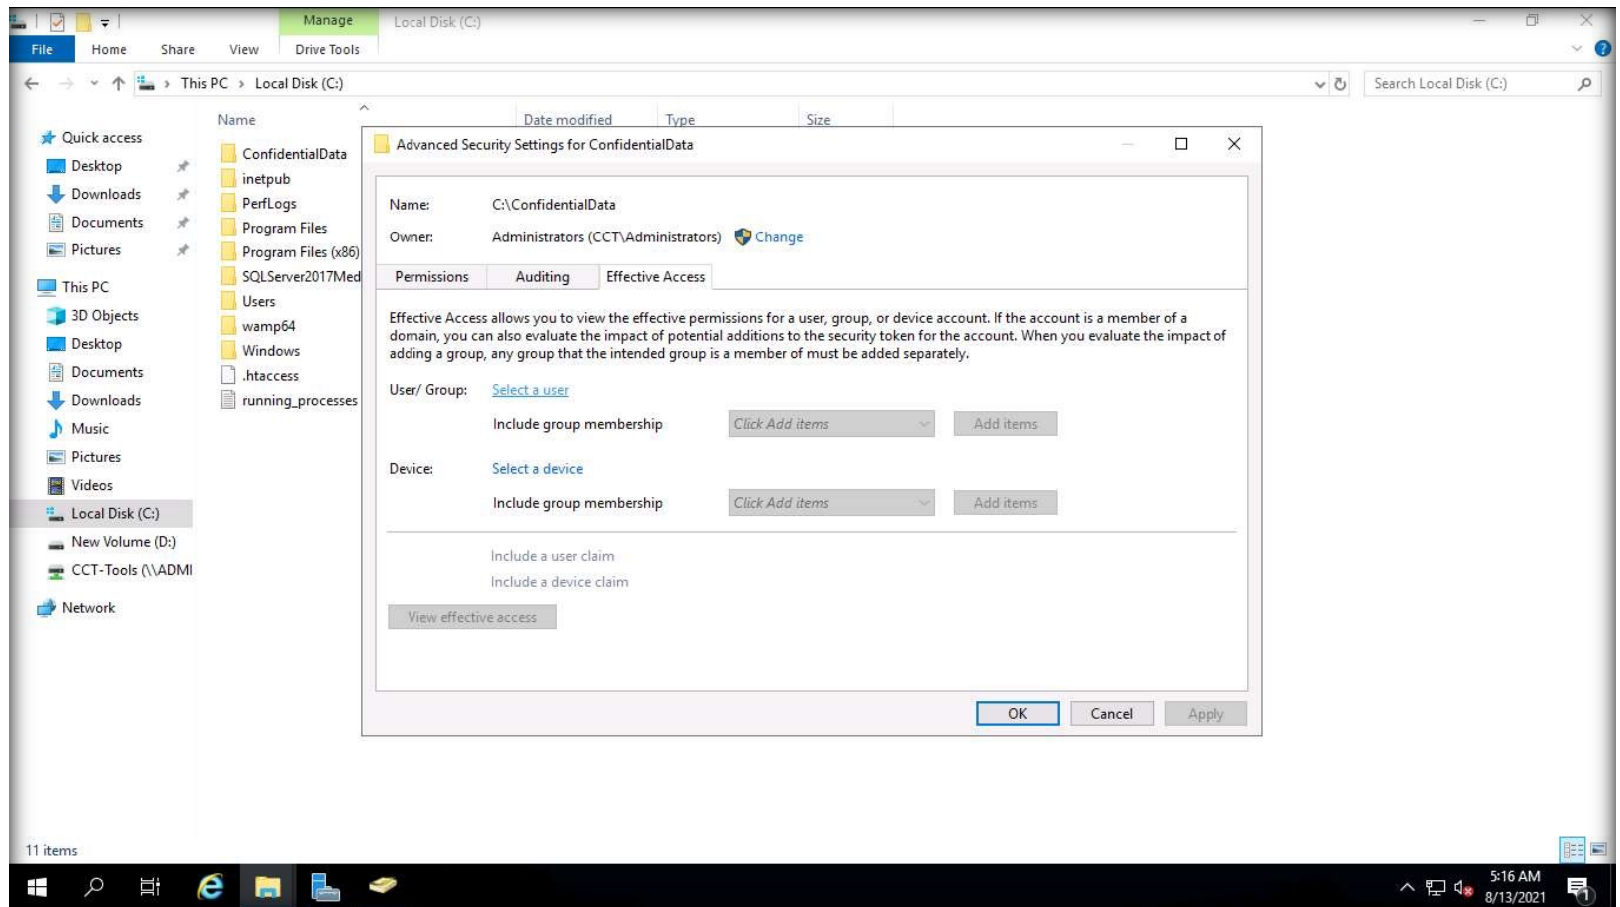 Manage
Local Disk (C:)
File
Home
Share
View
Drive Tools
This PC
Local Disk (C:)
Search Local Disk (C:)
Quick access
Desktop
Downloads
Documents
Pictures
This PC
3D Objects
Desktop
Documents
Downloads
Music
Pictures
Videos
Local Disk (C:)
New Volume (D:)
CCT-Tools (\\ADMI
Network
Name
Date modified
Type
Size
ConfidentialData
inetpub
PerfLogs
Program Files
Program Files (x86)
SQLServer2017Med
Users
wamp64
Windows
.htaccess
running_processes
Advanced Security Settings for ConfidentialData
Name: C:\ConfidentialData
Owner: Administrators (CCT\Administrators) Change
Permissions
Auditing
Effective Access
Effective Access allows you to view the effective permissions for a user, group, or device account. If the account is a member of a
domain, you can also evaluate the impact of potential additions to the security token for the account. When you evaluate the impact of
adding a group, any group that the intended group is a member of must be added separately.
User/ Group: Select a user
Include group membership Click Add items Add items
Device: Select a device
Include group membership Click Add items Add items
Include a user claim
Include a device claim
View effective access
OK
Cancel
Apply
11 items
5:16 AM
8/13/2021
1